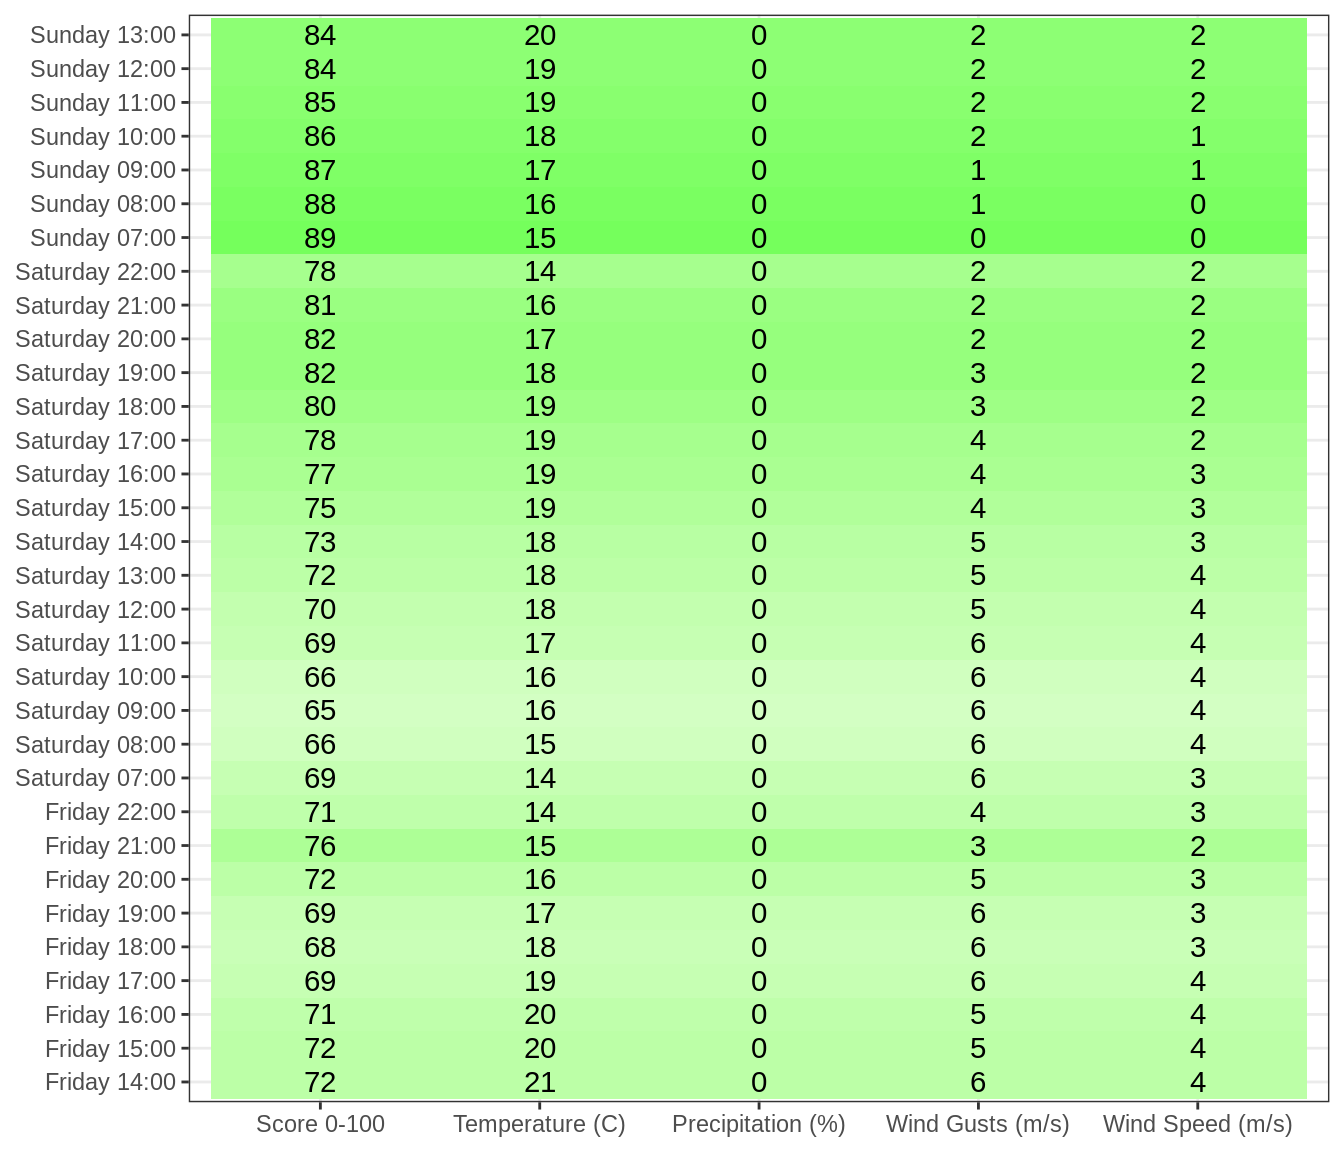 Sunday 13:00 84 20 0 2 2
Sunday 12:00 84 19 0 2 2
Sunday 11:00 85 19 0 2 2
Sunday 10:00 86 18 0 2 1
Sunday 09:00 87 17 0 1 1
Sunday 08:00 88 16 0 1 0
Sunday 07:00 89 15 0 0 0
Saturday 22:00 78 14 0 2 2
Saturday 21:00 81 16 0 2 2
Saturday 20:00 82 17 0 2 2
Saturday 19:00 82 18 0 3 2
Saturday 18:00 80 19 0 3 2
Saturday 17:00 78 19 0 4 2
Saturday 16:00 77 19 0 4 3
Saturday 15:00 75 19 0 4 3
Saturday 14:00 73 18 0 5 3
Saturday 13:00 72 18 0 5 4
Saturday 12:00 70 18 0 5 4
Saturday 11:00 69 17 0 6 4
Saturday 10:00 66 16 0 6 4
Saturday 09:00 65 16 0 6 4
Saturday 08:00 66 15 0 6 4
Saturday 07:00 69 14 0 6 3
Friday 22:00 71 14 0 4 3
Friday 21:00 76 15 0 3 2
Friday 20:00 72 16 0 5 3
Friday 19:00 69 17 0 6 3
Friday 18:00 68 18 0 6 3
Friday 17:00 69 19 0 6 4
Friday 16:00 71 20 0 5 4
Friday 15:00 72 20 0 5 4
Friday 14:00 72 21 0 6 4
Score 0-100 Temperature (C) Precipitation (%) Wind Gusts (m/s) Wind Speed (m/s)